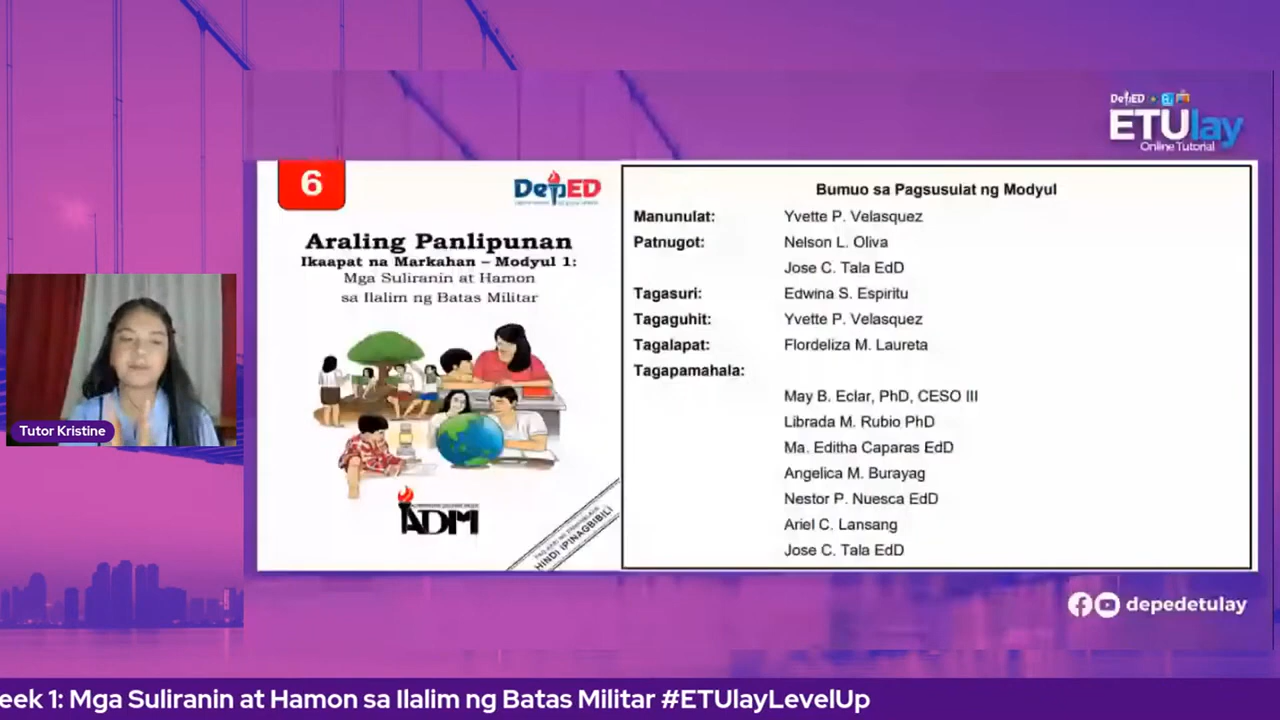 DepED
ETUlay
Online Tutorial
6
DepED
Araling Panlipunan
Ikaapat na Markahan – Modyul 1:
Mga Suliranin at Hamon
sa Ilalim ng Batas Militar
ADM
HINDI IPINAGBIBILI
Bumuo sa Pagsusulat ng Modyul
Manunulat: Yvette P. Velasquez
Patnugot: Nelson L. Oliva
Jose C. Tala EdD
Tagasuri: Edwina S. Espiritu
Tagaguhit: Yvette P. Velasquez
Tagalapat: Flordeliza M. Laureta
Tagapamahala:
May B. Eclar, PhD, CESO III
Librada M. Rubio PhD
Ma. Editha Caparas EdD
Angelica M. Burayag
Nestor P. Nuesca EdD
Ariel C. Lansang
Jose C. Tala EdD
Tutor Kristine
depedetulay
eek 1: Mga Suliranin at Hamon sa Ilalim ng Batas Militar #ETUlayLevelUp